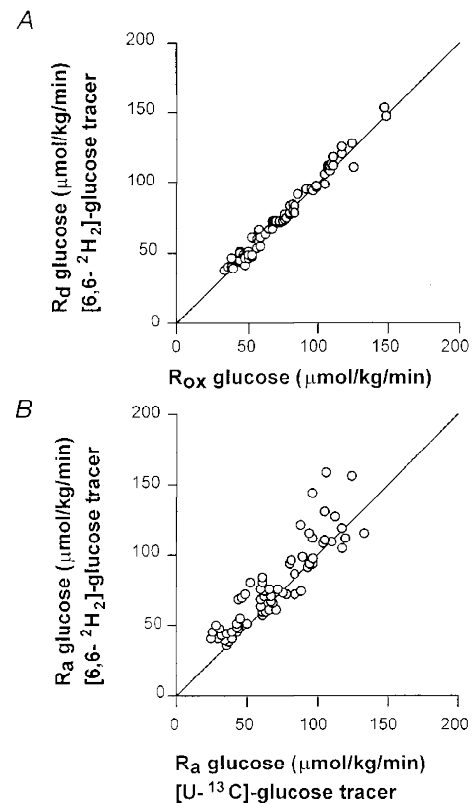 A
200
150
100
50
0
Rd glucose (μmol/kg/min)
[6,6- ²H₂]-glucose tracer
0 50 100 150 200
Rox glucose (μmol/kg/min)
B
200
150
100
50
0
Ra glucose (μmol/kg/min)
[6,6- ²H₂]-glucose tracer
0 50 100 150 200
Ra glucose (μmol/kg/min)
[U- ¹³C]-glucose tracer